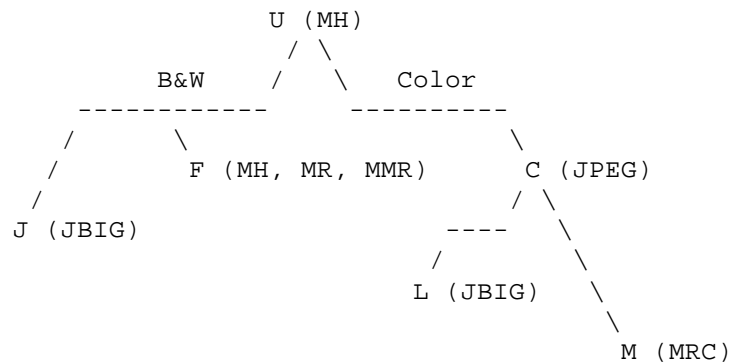 U (MH)
B&W Color
F (MH, MR, MMR) C (JPEG)
J (JBIG)
L (JBIG)
M (MRC)